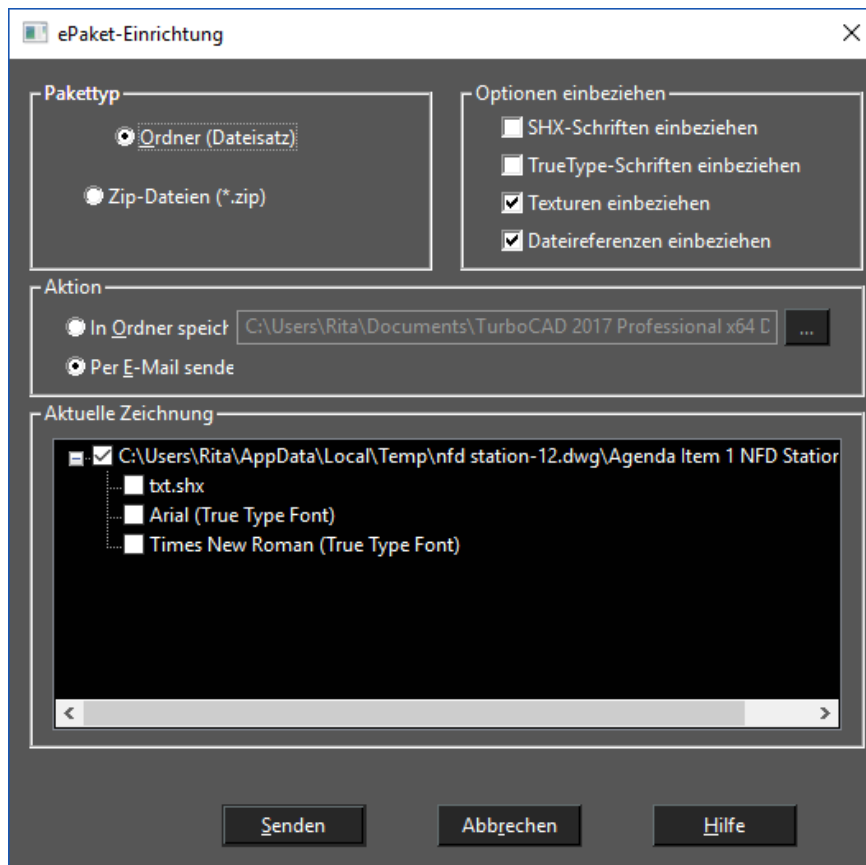 ePaket-Einrichtung
Pakettyp
Ordner (Dateisatz)
Zip-Dateien (*.zip)
Optionen einbeziehen
SHX-Schriften einbeziehen
TrueType-Schriften einbeziehen
Texturen einbeziehen
Dateireferenzen einbeziehen
Aktion
In Ordner speich C:\Users\Rita\Documents\TurboCAD 2017 Professional x64 D ...
Per E-Mail sende
Aktuelle Zeichnung
C:\Users\Rita\AppData\Local\Temp\nfd station-12.dwg\Agenda Item 1 NFD Station
txt.shx
Arial (True Type Font)
Times New Roman (True Type Font)
Senden Abbrechen Hilfe